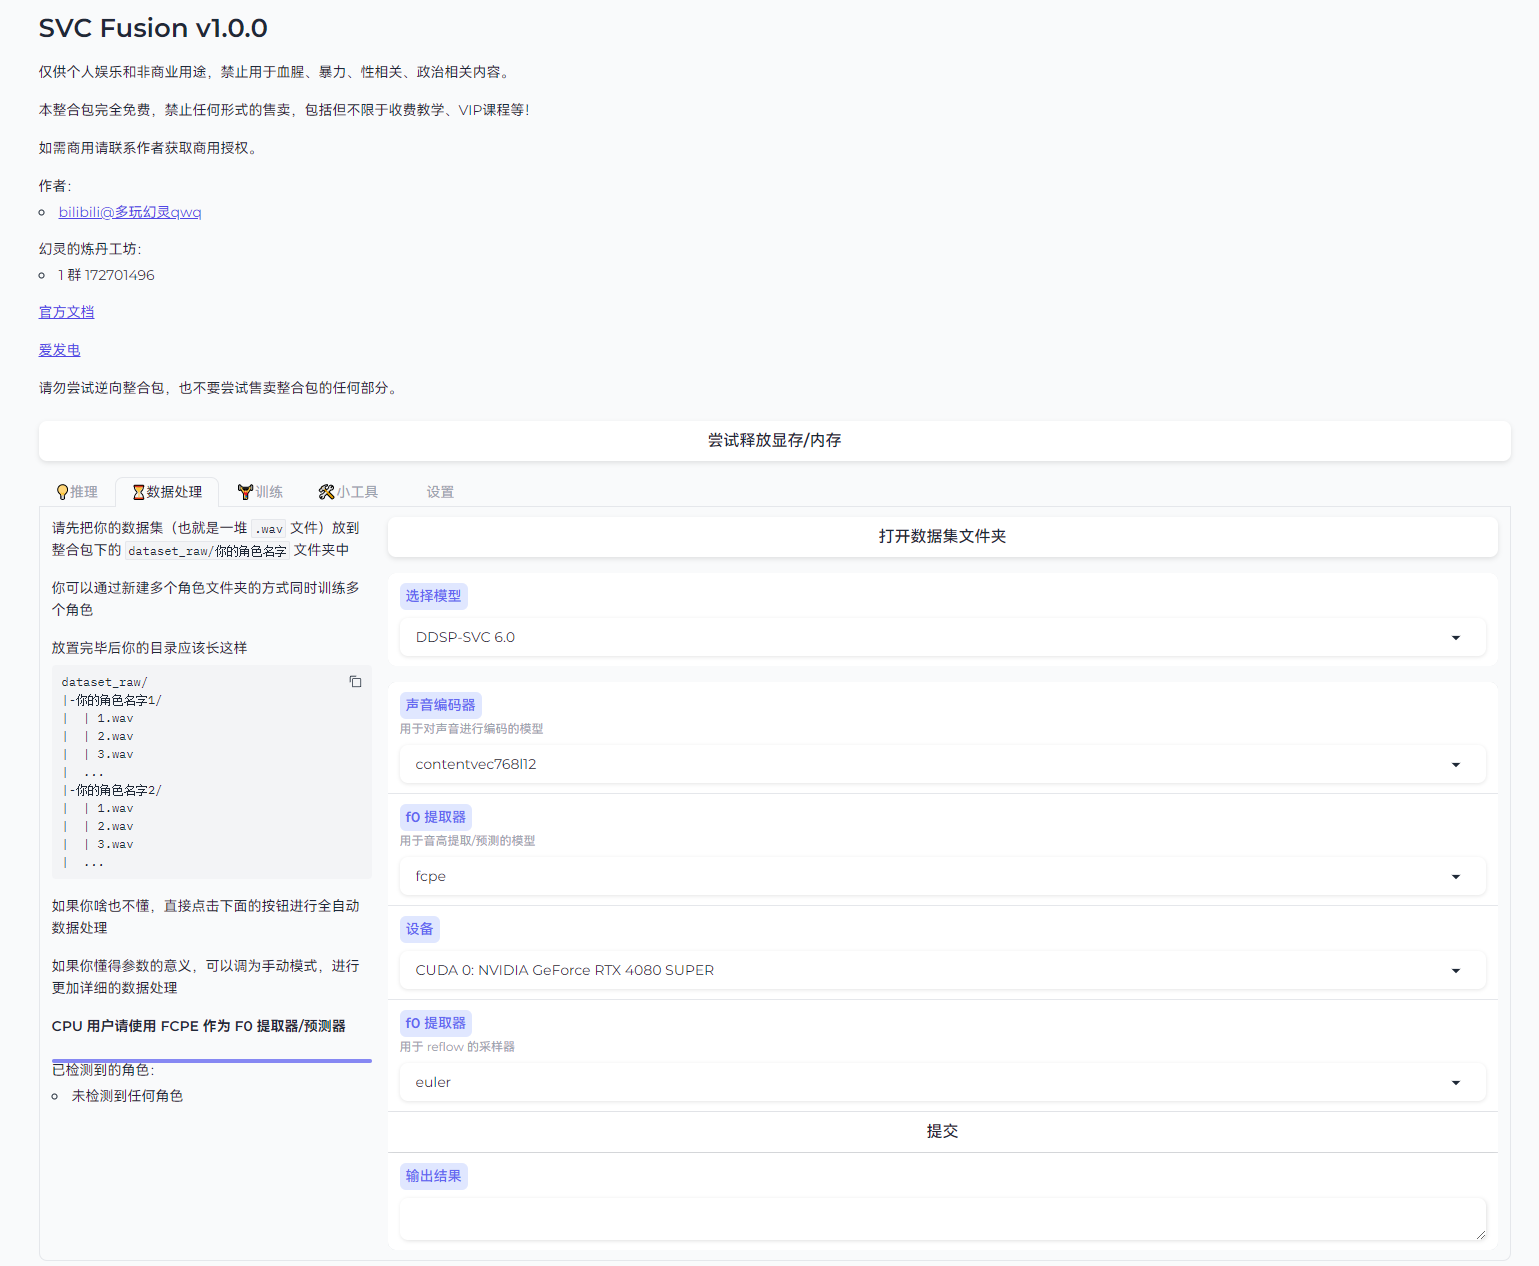 SVC Fusion v1.0.0
仅供个人娱乐和非商业用途，禁止用于血腥、暴力、性相关、政治相关内容。
本整合包完全免费，禁止任何形式的售卖，包括但不限于收费教学、VIP课程等！
如需商用请联系作者获取商用授权。
作者：
bilibili@多玩幻灵qwq
幻灵的炼丹工坊：
1 群 172701496
官方文档
爱发电
请勿尝试逆向整合包，也不要尝试售卖整合包的任何部分。
尝试释放显存/内存
💡推理 ⌛数据处理 🏋️训练 🛠️小工具 设置
请先把你的数据集（也就是一堆 .wav 文件）放到
整合包下的 dataset_raw/你的角色名字 文件夹中
你可以通过新建多个角色文件夹的方式同时训练多
个角色
放置完毕后你的目录应该长这样
dataset_raw/
|-你的角色名字1/
| | 1.wav
| | 2.wav
| | 3.wav
| ...
|-你的角色名字2/
| | 1.wav
| | 2.wav
| | 3.wav
| ...
如果你啥也不懂，直接点击下面的按钮进行全自动
数据处理
如果你懂得参数的意义，可以调为手动模式，进行
更加详细的数据处理
CPU 用户请使用 FCPE 作为 F0 提取器/预测器
已检测到的角色：
未检测到任何角色
打开数据集文件夹
选择模型
DDSP-SVC 6.0
声音编码器
用于对声音进行编码的模型
contentvec768l12
f0 提取器
用于音高提取/预测的模型
fcpe
设备
CUDA 0: NVIDIA GeForce RTX 4080 SUPER
f0 提取器
用于 reflow 的采样器
euler
提交
输出结果